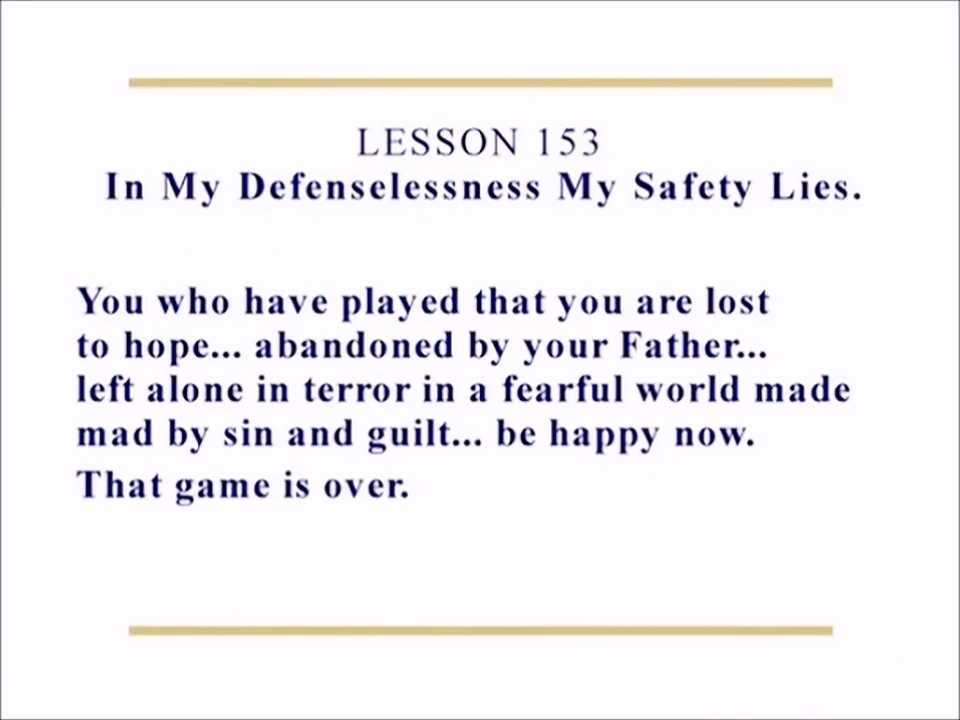 LESSON 153
In My Defenselessness My Safety Lies.
You who have played that you are lost
to hope... abandoned by your Father...
left alone in terror in a fearful world made
mad by sin and guilt... be happy now.
That game is over.